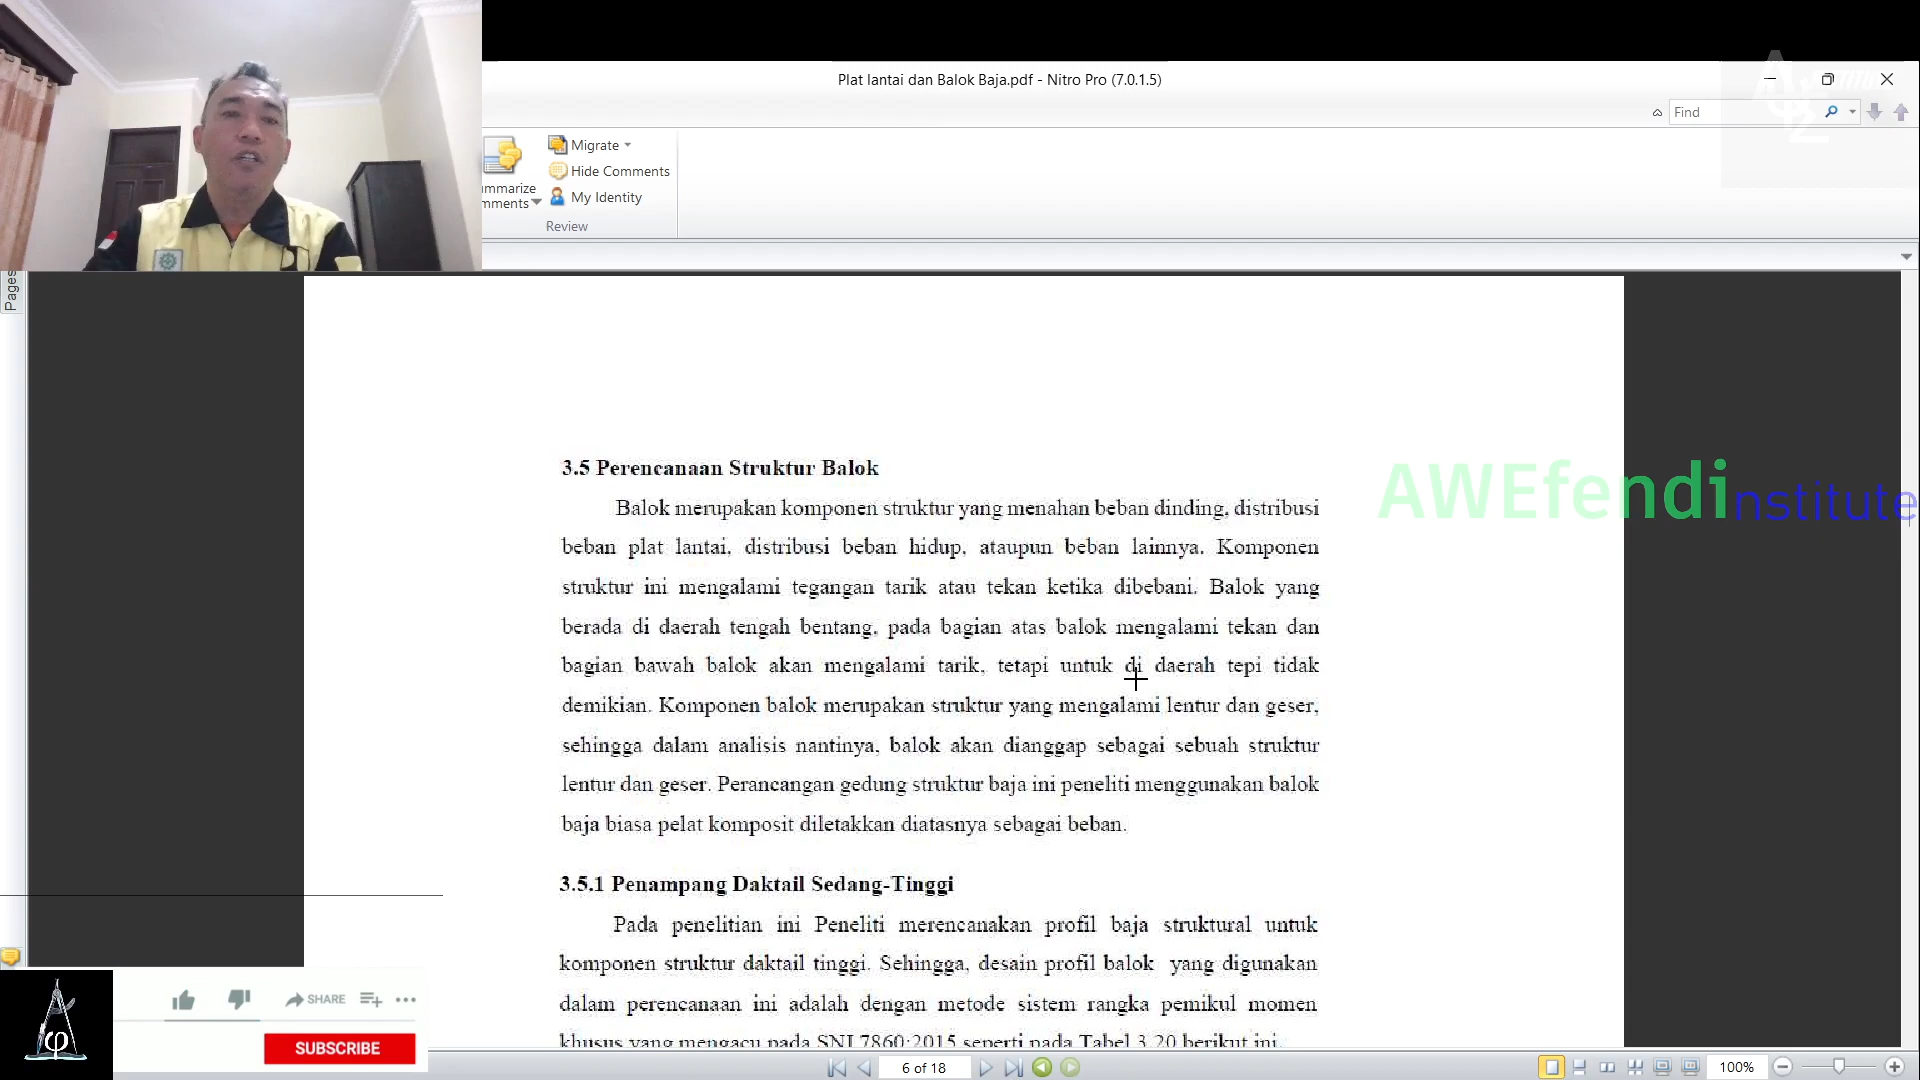 Plat lantai dan Balok Baja.pdf - Nitro Pro (7.0.1.5)
Find
Migrate
Hide Comments
My Identity
Review
Pages
3.5 Perencanaan Struktur Balok
Balok merupakan komponen struktur yang menahan beban dinding, distribusi
beban plat lantai, distribusi beban hidup, ataupun beban lainnya. Komponen
struktur ini mengalami tegangan tarik atau tekan ketika dibebani. Balok yang
berada di daerah tengah bentang, pada bagian atas balok mengalami tekan dan
bagian bawah balok akan mengalami tarik, tetapi untuk di daerah tepi tidak
demikian. Komponen balok merupakan struktur yang mengalami lentur dan geser,
sehingga dalam analisis nantinya, balok akan dianggap sebagai sebuah struktur
lentur dan geser. Perancangan gedung struktur baja ini peneliti menggunakan balok
baja biasa pelat komposit diletakkan diatasnya sebagai beban.
3.5.1 Penampang Daktail Sedang-Tinggi
Pada penelitian ini Peneliti merencanakan profil baja struktural untuk
komponen struktur daktail tinggi. Sehingga, desain profil balok yang digunakan
dalam perencanaan ini adalah dengan metode sistem rangka pemikul momen
khusus yang mengacu pada SNI 7860:2015 seperti pada Tabel 3.20 berikut ini.
AWEfendi institute
SHARE
SUBSCRIBE
6 of 18
100%